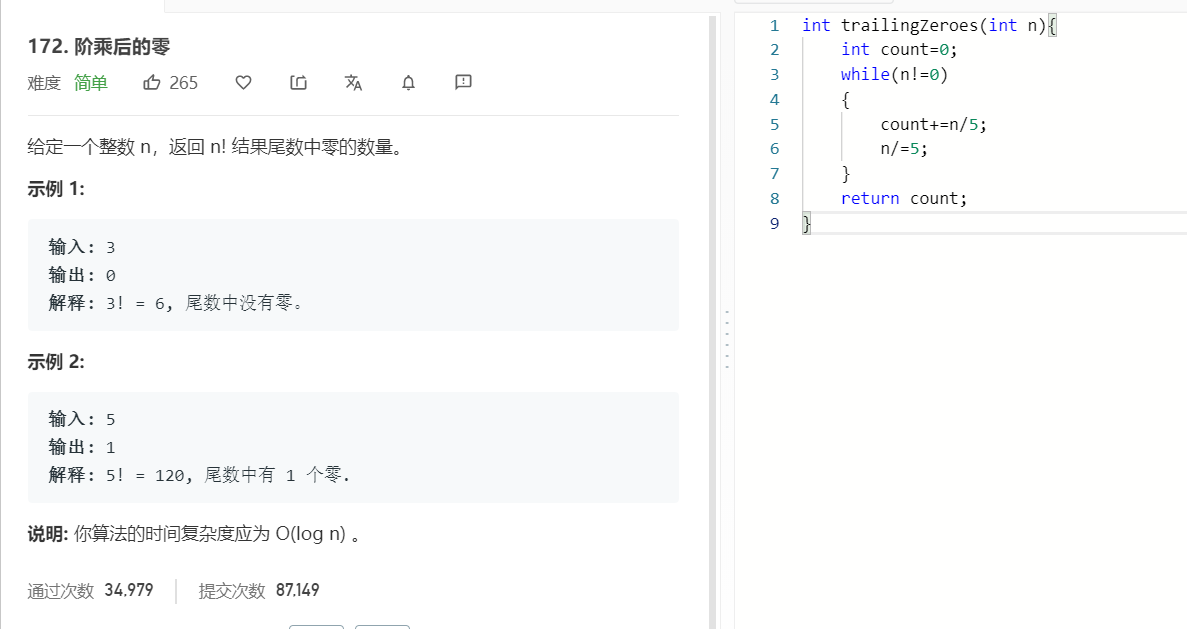 172. 阶乘后的零
难度 简单 265
给定一个整数 n，返回 n! 结果尾数中零的数量。
示例 1:
输入: 3
输出: 0
解释: 3! = 6, 尾数中没有零。
示例 2:
输入: 5
输出: 1
解释: 5! = 120, 尾数中有 1 个零.
说明: 你算法的时间复杂度应为 O(log n) 。
通过次数 34,979 提交次数 87,149
1 int trailingZeroes(int n){
2 int count=0;
3 while(n!=0)
4 {
5 count+=n/5;
6 n/=5;
7 }
8 return count;
9 }